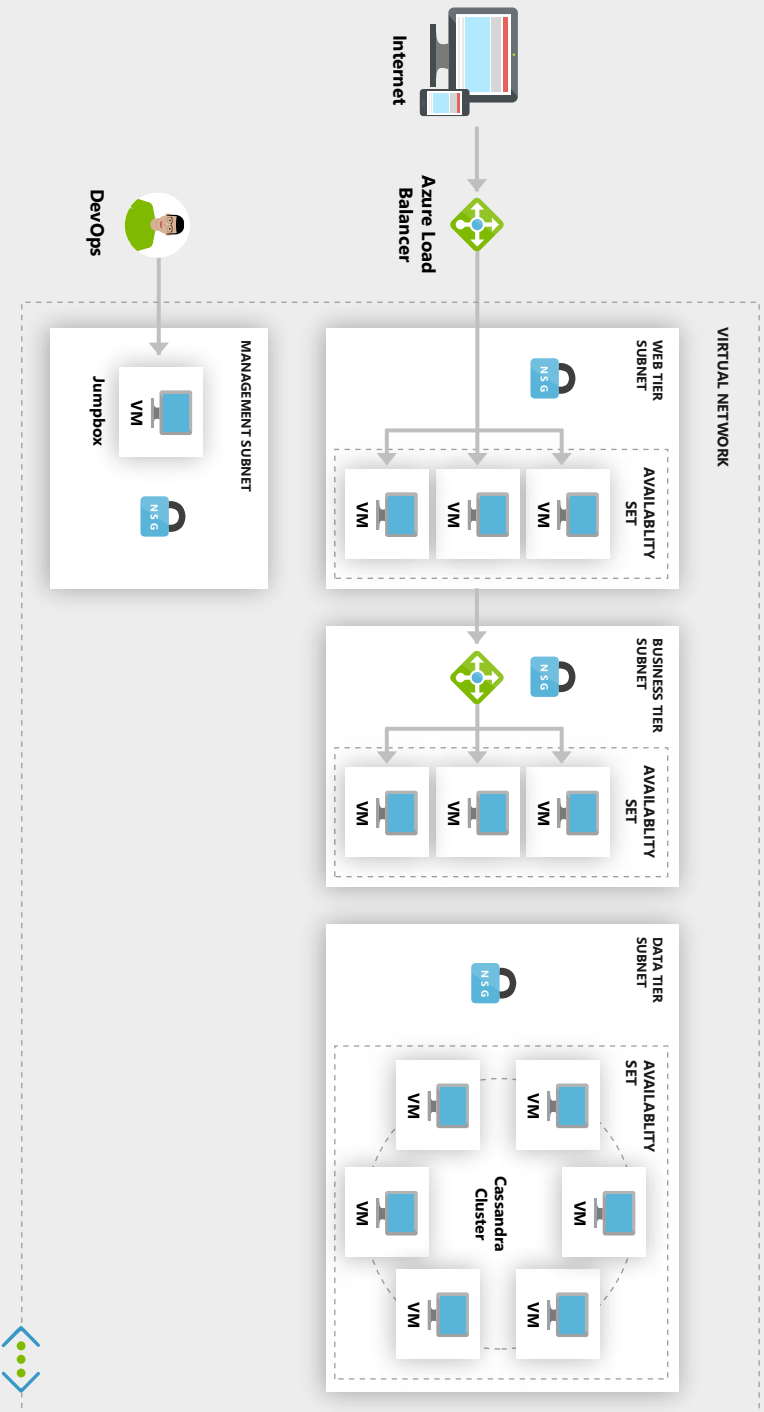 Internet
Azure Load
Balancer
VIRTUAL NETWORK
WEB TIER
SUBNET
NSG
AVAILABLITY
SET
VM
VM
VM
BUSINESS TIER
SUBNET
NSG
AVAILABLITY
SET
VM
VM
VM
DATA TIER
SUBNET
NSG
AVAILABLITY
SET
VM
VM
VM
Cassandra
Cluster
VM
VM
VM
DevOps
MANAGEMENT SUBNET
VM
Jumpbox
NSG